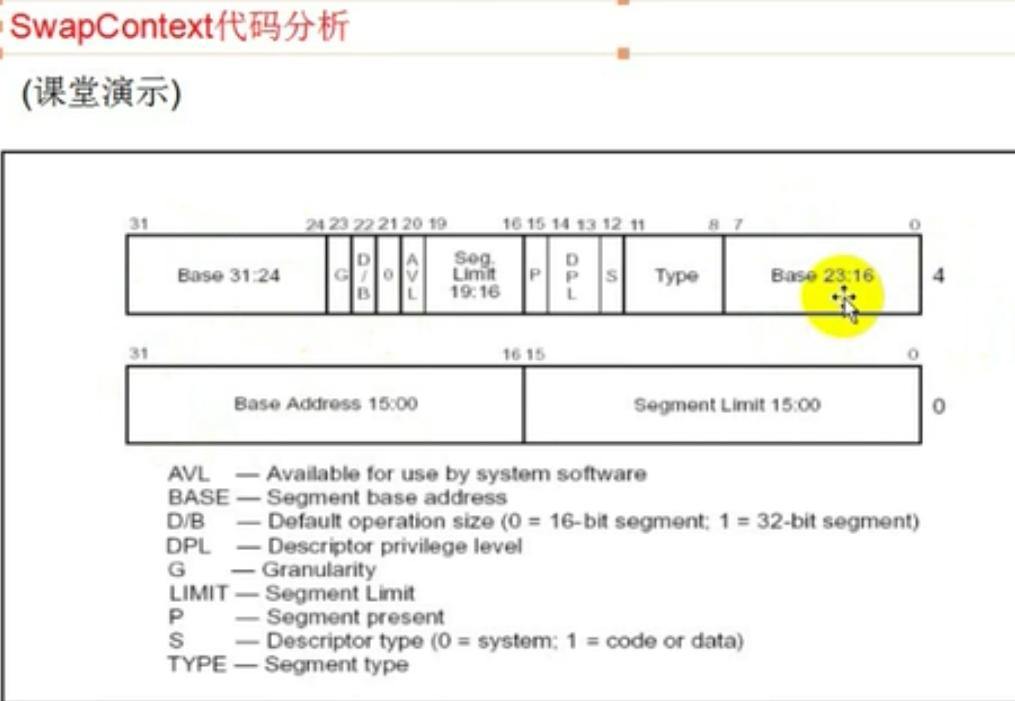 SwapContext代码分析
(课堂演示)
31 24 23 22 21 20 19 16 15 14 13 12 11 8 7 0
Base 31:24 G D/B 0 AVL Seg. Limit 19:16 P DPL S Type Base 23:16 4
31 16 15 0
Base Address 15:00 Segment Limit 15:00 0
AVL — Available for use by system software
BASE — Segment base address
D/B — Default operation size (0 = 16-bit segment; 1 = 32-bit segment)
DPL — Descriptor privilege level
G — Granularity
LIMIT — Segment Limit
P — Segment present
S — Descriptor type (0 = system; 1 = code or data)
TYPE — Segment type